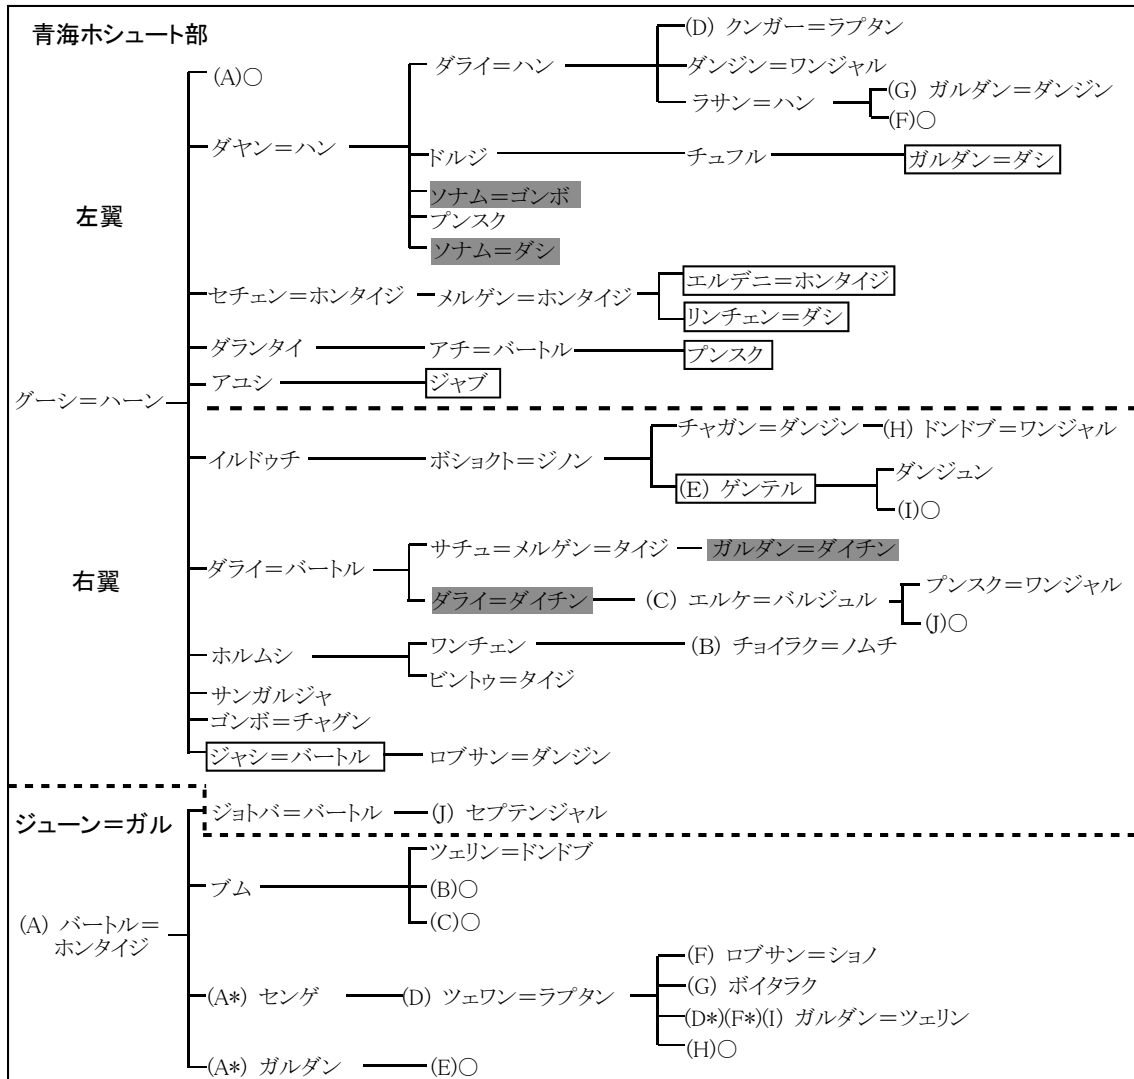 青海ホシュート部
(D) クンガー＝ラプタン
(A)○
ダライ＝ハン
ダンジン＝ワンジャル
ラサン＝ハン
(G) ガルダン＝ダンジン
(F)○
ダヤン＝ハン
ドルジ
チュフル
ガルダン＝ダシ
ソナム＝ゴンボ
左翼
プンスク
ソナム＝ダシ
エルデニ＝ホンタイジ
セチェン＝ホンタイジ
メルゲン＝ホンタイジ
リンチェン＝ダシ
ダランタイ
アチ＝バートル
プンスク
アユシ
ジャブ
グーシ＝ハーン
チャガン＝ダンジン
(H) ドンドブ＝ワンジャル
イルドゥチ
ボショクト＝ジノン
ダンジュン
(E) ゲンテル
(I)○
サチュ＝メルゲン＝タイジ
ガルダン＝ダイチン
右翼
ダライ＝バートル
プンスク＝ワンジャル
ダライ＝ダイチン
(C) エルケ＝バルジュル
(J)○
ワンチェン
(B) チョイラク＝ノムチ
ホルムシ
ビントゥ＝タイジ
サンガルジャ
ゴンボ＝チャグン
ジャシ＝バートル
ロブサン＝ダンジン
ジューン＝ガル
ジョトバ＝バートル
(J) セプテンジャル
ツェリン＝ドンドブ
ブム
(B)○
(C)○
(A) バートル＝
ホンタイジ
(F) ロブサン＝ショノ
(G) ボイタラク
(A*) センゲ
(D) ツェワン＝ラプタン
(D*)(F*)(I) ガルダン＝ツェリン
(H)○
(A*) ガルダン
(E)○